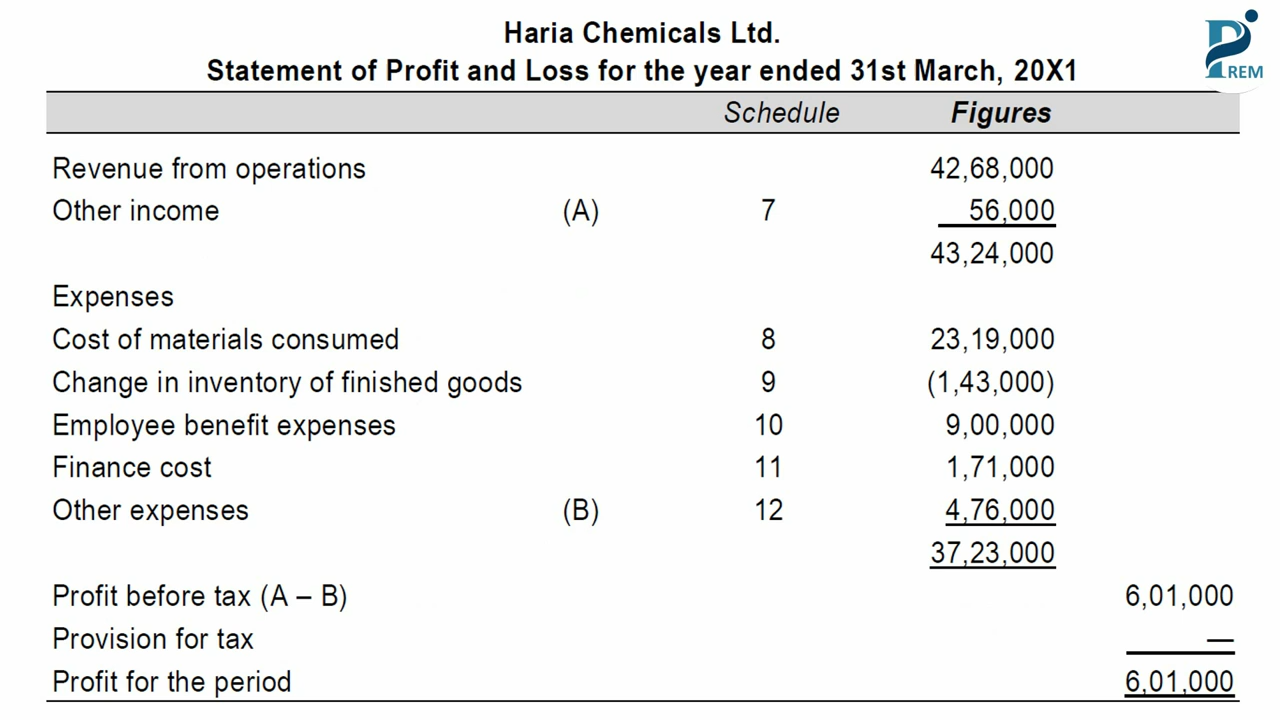 Haria Chemicals Ltd.
PREM
Statement of Profit and Loss for the year ended 31st March, 20X1
Schedule Figures
Revenue from operations 42,68,000
Other income (A) 7 56,000
43,24,000
Expenses
Cost of materials consumed 8 23,19,000
Change in inventory of finished goods 9 (1,43,000)
Employee benefit expenses 10 9,00,000
Finance cost 11 1,71,000
Other expenses (B) 12 4,76,000
37,23,000
Profit before tax (A – B) 6,01,000
Provision for tax —
Profit for the period 6,01,000